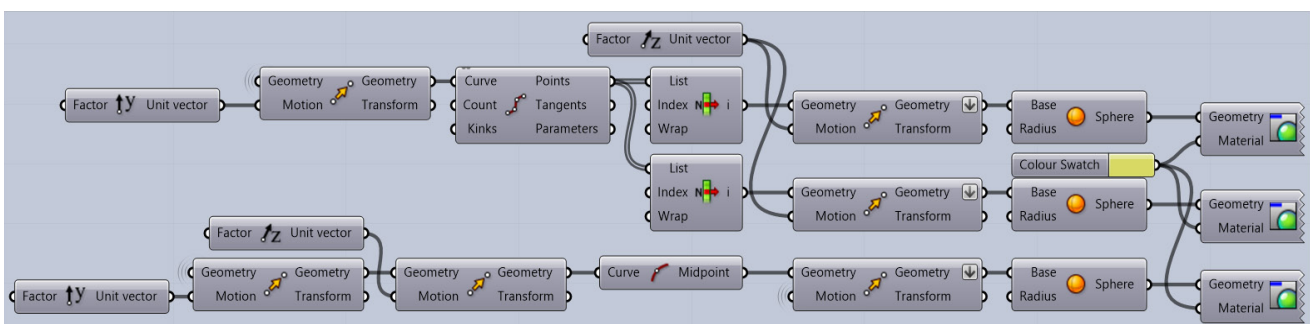 Factor Z Unit vector
Geometry Geometry Curve Points List
Factor y Unit vector Motion Transform Count Tangents Index N i Geometry Geometry Base Sphere Geometry
Kinks Parameters Wrap Motion Transform Radius Material
List Colour Swatch
Index N i Geometry Geometry Base Sphere Geometry
Wrap Motion Transform Radius Material
Factor Z Unit vector
Geometry Geometry Geometry Geometry Curve Midpoint Geometry Geometry Base Sphere Geometry
Factor y Unit vector Motion Transform Motion Transform Motion Transform Radius Material